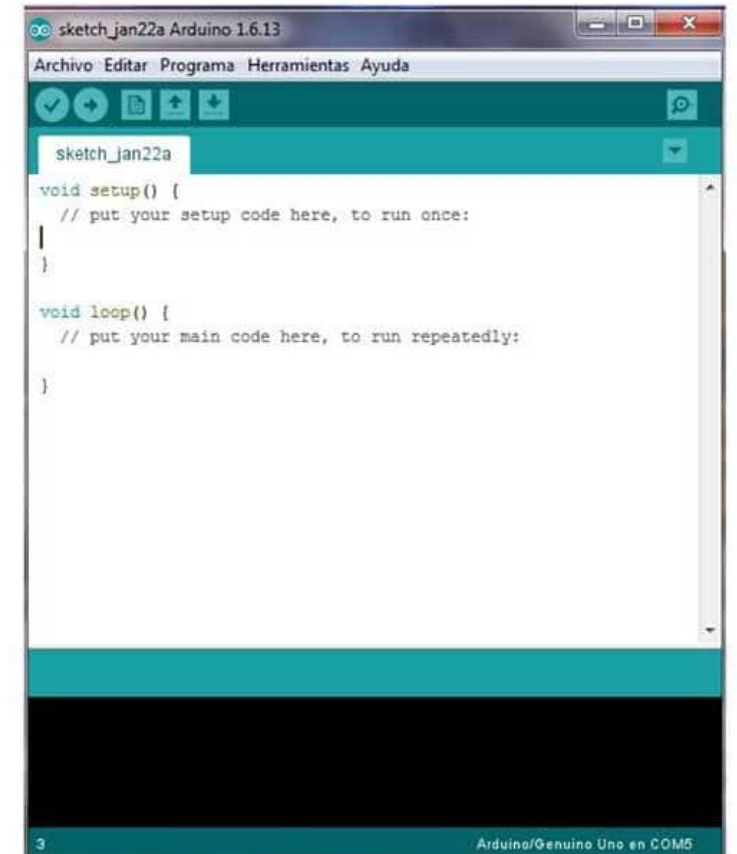 sketch_jan22a Arduino 1.6.13
Archivo Editar Programa Herramientas Ayuda
sketch_jan22a
void setup() {
// put your setup code here, to run once:
}
void loop() {
// put your main code here, to run repeatedly:
}
3 Arduino/Genuino Uno en COM5